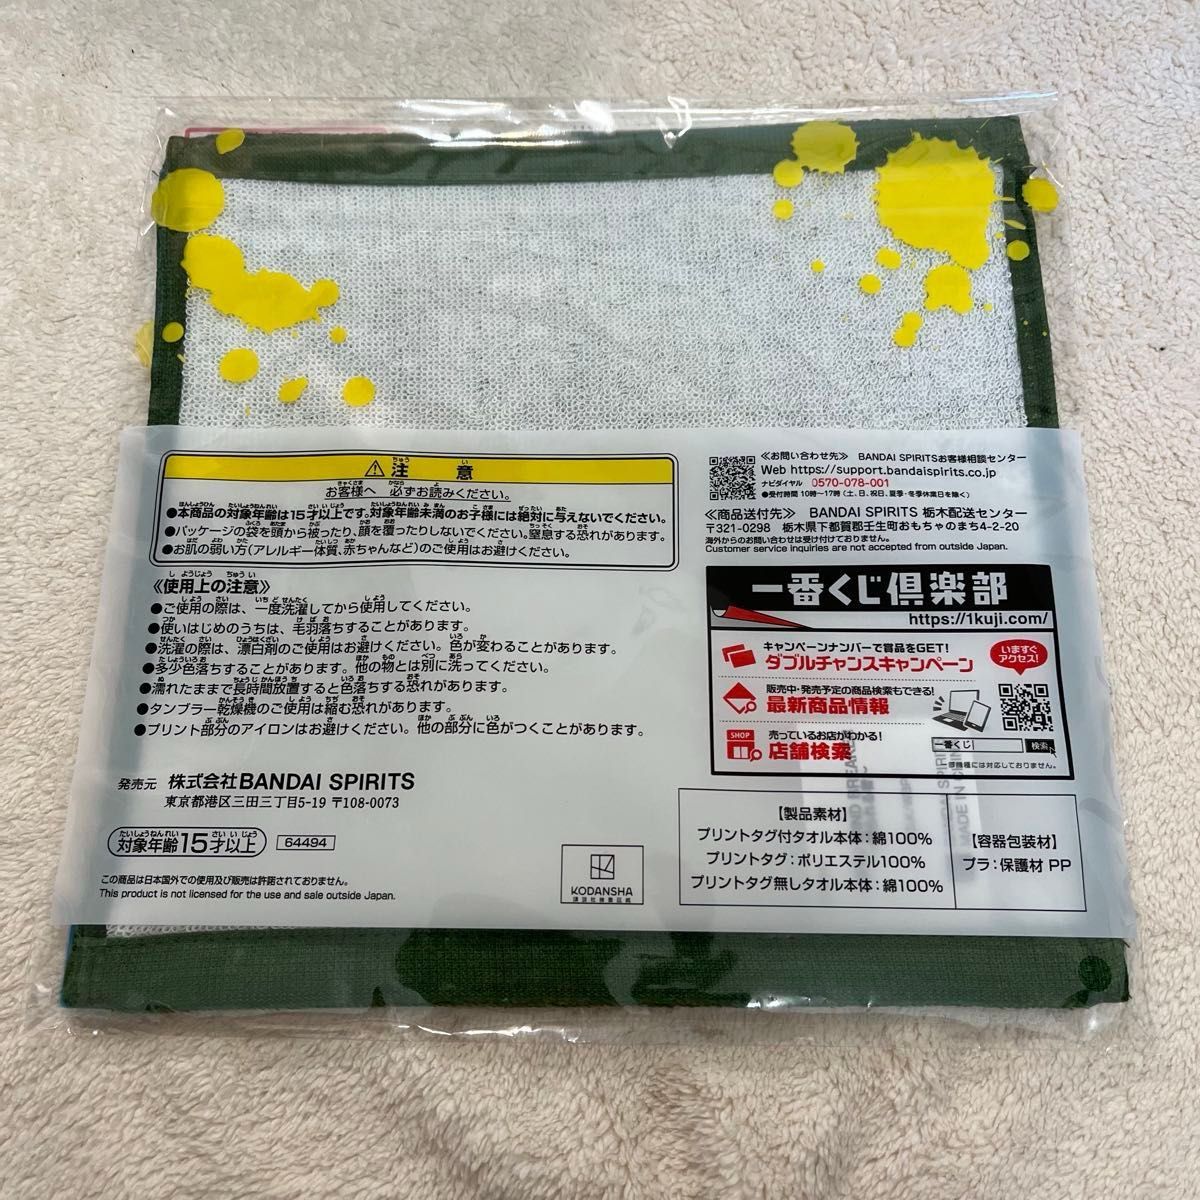 ⚠注意
お客様へ 必ずお読みください。
●本商品の対象年齢は15才以上です。対象年齢未満のお子様には絶対に与えないでください。
●パッケージの袋を頭から被ったり、顔を覆ったりしないでください。窒息する恐れがあります。
●お肌の弱い方(アレルギー体質、赤ちゃんなど)のご使用はお避けください。
≪使用上の注意≫
●ご使用の際は、一度洗濯してから使用してください。
●使いはじめのうちは、毛羽落ちすることがあります。
●洗濯の際は、漂白剤のご使用はお避けください。色が変わることがあります。
●多少色落ちすることがあります。他の物とは別に洗ってください。
●濡れたままで長時間放置すると色落ちする恐れがあります。
●タンブラー乾燥機のご使用は縮む恐れがあります。
●プリント部分のアイロンはお避けください。他の部分に色がつくことがあります。
発売元 株式会社BANDAI SPIRITS
東京都港区三田三丁目5-19 〒108-0073
対象年齢15才以上
64494
この商品は日本国外での使用及び販売は許諾されておりません。
This product is not licensed for the use and sale outside Japan.
KODANSHA
≪お問い合わせ先≫ BANDAI SPIRITSお客様相談センター
Web https://support.bandaispirits.co.jp
ナビダイヤル 0570-078-001
●受付時間 10時〜17時(土、日、祝日、夏季・冬季休業日を除く)
≪商品送付先≫ BANDAI SPIRITS 栃木配送センター
〒321-0298 栃木県下都賀郡壬生町おもちゃのまち4-2-20
海外からのお問い合わせは受け付けておりません。
Customer service inquiries are not accepted from outside Japan.
一番くじ倶楽部
https://1kuji.com/
キャンペーンナンバーで賞品をGET!
ダブルチャンスキャンペーン
いますぐ
アクセス!
販売中・発売予定の商品検索もできる!
最新商品情報
SHOP
売っているお店がわかる!
店舗検索
一番くじ
検索
一部機種には対応しておりません。
【製品素材】
プリントタグ付タオル本体:綿100%
プリントタグ:ポリエステル100%
プリントタグ無しタオル本体:綿100%
【容器包装材】
プラ:保護材 PP